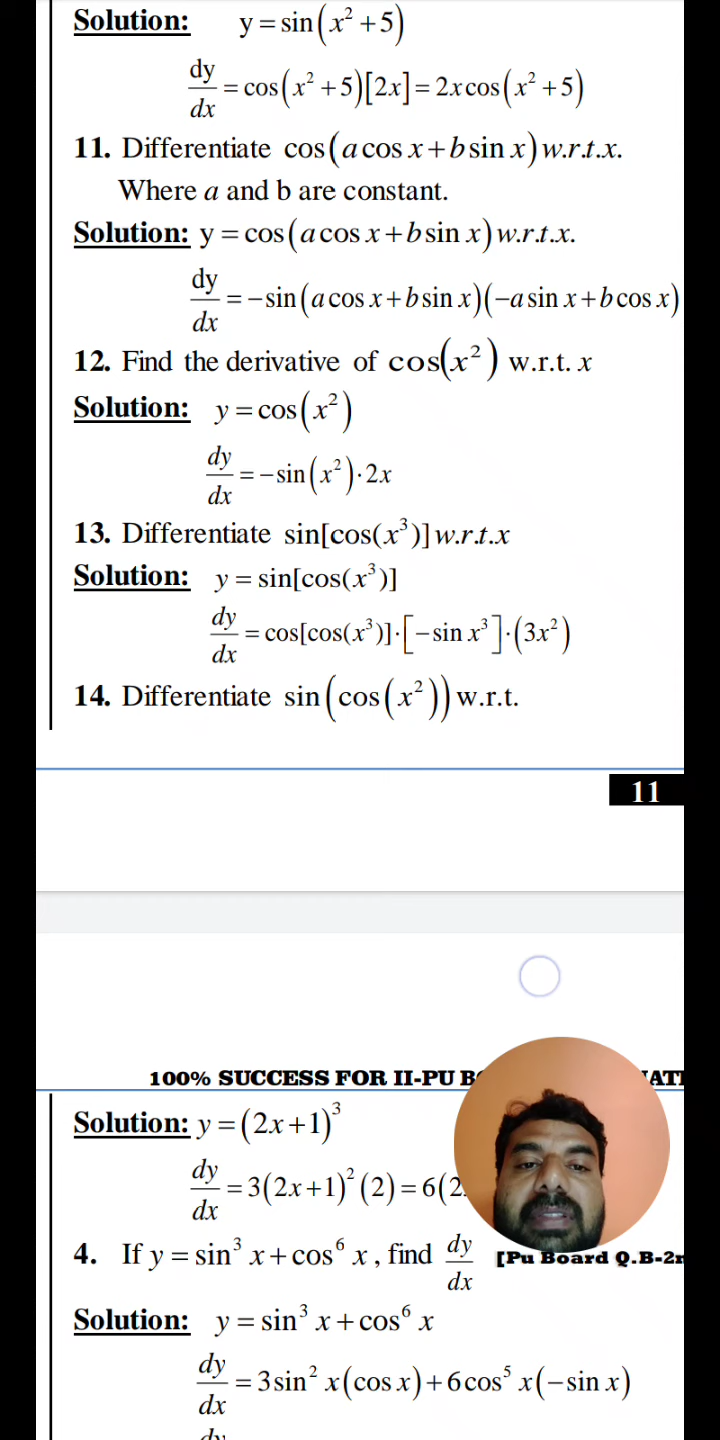 Solution: y = sin(x² + 5)
dy/dx = cos(x² + 5)[2x] = 2x cos(x² + 5)
11. Differentiate cos(a cos x + b sin x) w.r.t.x.
Where a and b are constant.
Solution: y = cos(a cos x + b sin x) w.r.t.x.
dy/dx = −sin(a cos x + b sin x)(−a sin x + b cos x)
12. Find the derivative of cos(x²) w.r.t. x
Solution: y = cos(x²)
dy/dx = −sin(x²)·2x
13. Differentiate sin[cos(x³)] w.r.t.x
Solution: y = sin[cos(x³)]
dy/dx = cos[cos(x³)]·[−sin x³]·(3x²)
14. Differentiate sin(cos(x²)) w.r.t.
11
100% SUCCESS FOR II-PU
Solution: y = (2x+1)³
dy/dx = 3(2x+1)²(2) = 6(2
4. If y = sin³ x + cos⁶ x, find dy/dx [Pu Board Q.B-2
Solution: y = sin³ x + cos⁶ x
dy/dx = 3 sin² x(cos x) + 6 cos⁵ x(−sin x)